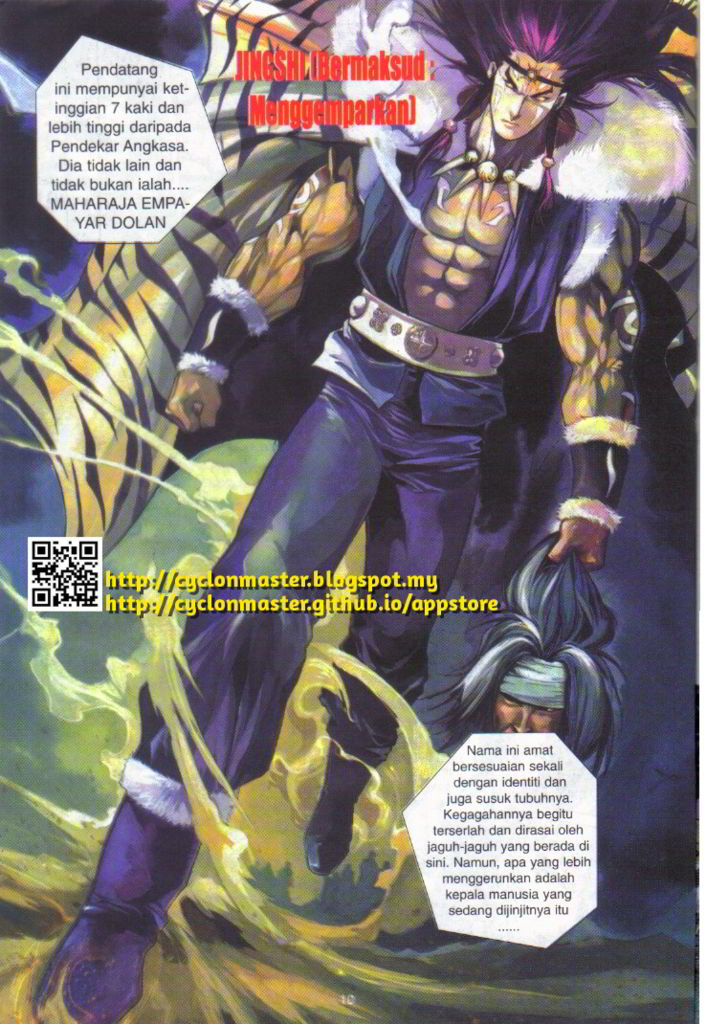 Pendatang
ini mempunyai ket-
inggian 7 kaki dan
lebih tinggi daripada
Pendekar Angkasa.
Dia tidak lain dan
tidak bukan ialah....
MAHARAJA EMPA-
YAR DOLAN
JINGSHI (Bermaksud :
Menggemparkan)
http://cyclonmaster.blogspot.my
http://cyclonmaster.github.io/appstore
Nama ini amat
bersesuaian sekali
dengan identiti dan
juga susuk tubuhnya.
Kegagahannya begitu
terserlah dan dirasai oleh
jaguh-jaguh yang berada di
sini. Namun, apa yang lebih
menggerunkan adalah
kepala manusia yang
sedang dijinjitnya itu
......
10